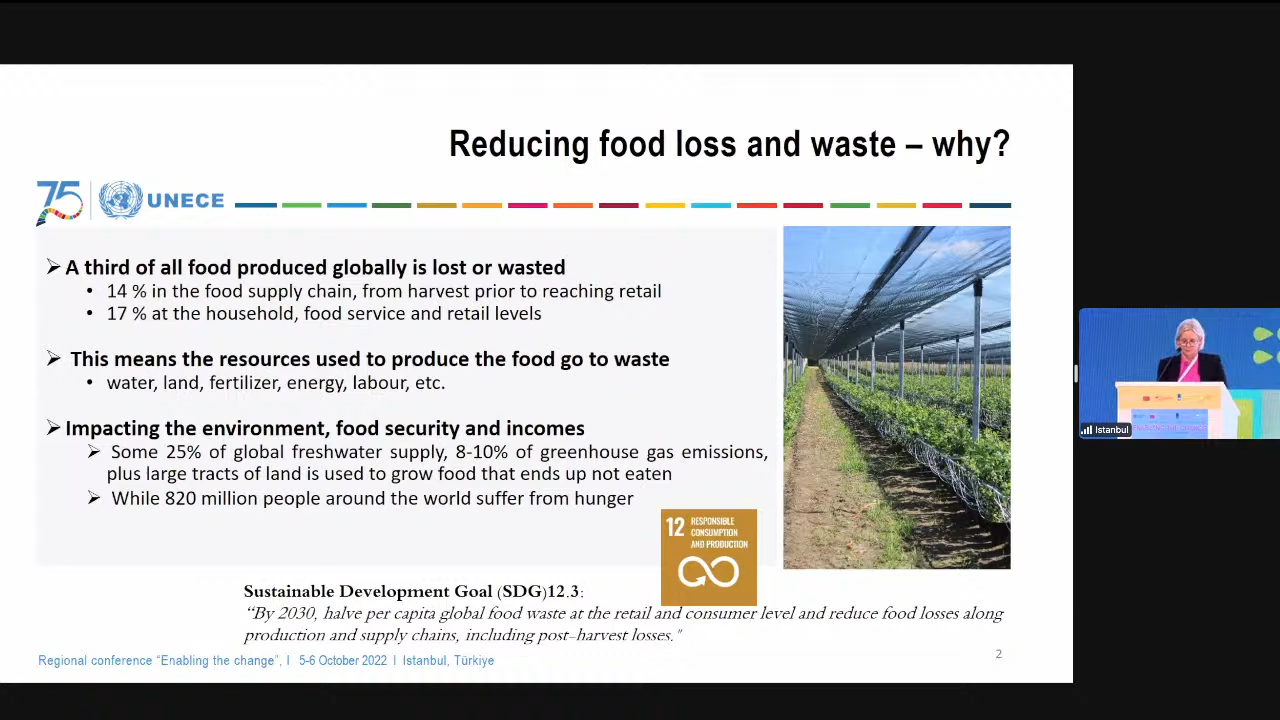 Reducing food loss and waste – why?
75 UNECE
➢ A third of all food produced globally is lost or wasted
• 14 % in the food supply chain, from harvest prior to reaching retail
• 17 % at the household, food service and retail levels
➢ This means the resources used to produce the food go to waste
• water, land, fertilizer, energy, labour, etc.
➢ Impacting the environment, food security and incomes
➢ Some 25% of global freshwater supply, 8-10% of greenhouse gas emissions,
plus large tracts of land is used to grow food that ends up not eaten
➢ While 820 million people around the world suffer from hunger
12 RESPONSIBLE
CONSUMPTION
AND PRODUCTION
Sustainable Development Goal (SDG)12.3:
“By 2030, halve per capita global food waste at the retail and consumer level and reduce food losses along
production and supply chains, including post-harvest losses."
Regional conference “Enabling the change”, I 5-6 October 2022 I Istanbul, Türkiye
2
Istanbul
ENABLING THE CHANGE